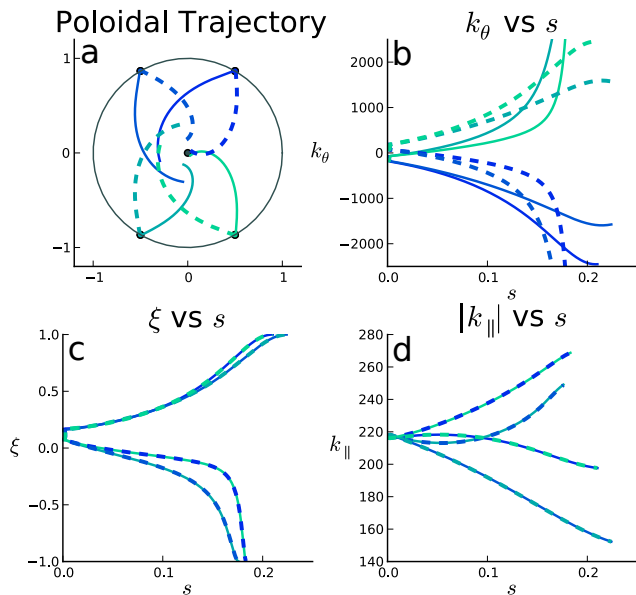 Poloidal Trajectory
k_θ vs s
a
b
1
0
−1
−1
0
1
k_θ
2000
1000
0
−1000
−2000
0.0
0.1
0.2
s
ξ vs s
|k_∥| vs s
c
d
ξ
1.0
0.5
0.0
−0.5
−1.0
0.0
0.2
s
k_∥
280
260
240
220
200
180
160
140
0.0
0.1
0.2
s